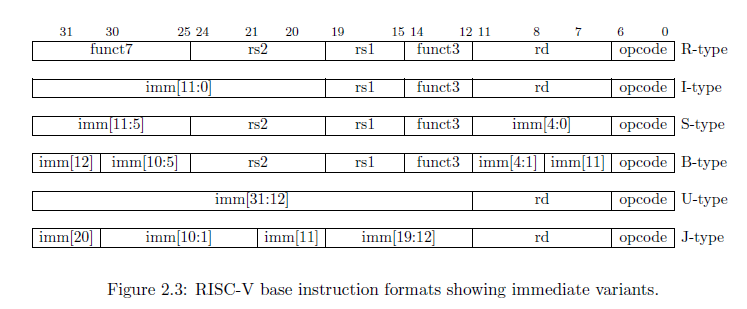 31 30 25 24 21 20 19 15 14 12 11 8 7 6 0
funct7 rs2 rs1 funct3 rd opcode R-type
imm[11:0] rs1 funct3 rd opcode I-type
imm[11:5] rs2 rs1 funct3 imm[4:0] opcode S-type
imm[12] imm[10:5] rs2 rs1 funct3 imm[4:1] imm[11] opcode B-type
imm[31:12] rd opcode U-type
imm[20] imm[10:1] imm[11] imm[19:12] rd opcode J-type
Figure 2.3: RISC-V base instruction formats showing immediate variants.